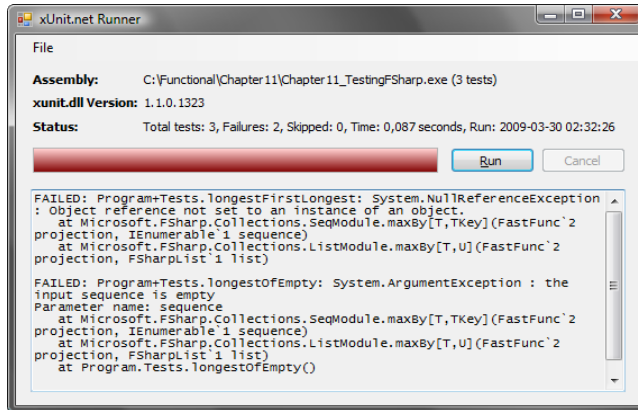 xUnit.net Runner
File
Assembly: C:\Functional\Chapter11\Chapter11_TestingFSharp.exe (3 tests)
xunit.dll Version: 1.1.0.1323
Status: Total tests: 3, Failures: 2, Skipped: 0, Time: 0,087 seconds, Run: 2009-03-30 02:32:26
Run Cancel
FAILED: Program+Tests.longestFirstLongest: System.NullReferenceException
: Object reference not set to an instance of an object.
at Microsoft.FSharp.Collections.SeqModule.maxBy[T,TKey](FastFunc`2
projection, IEnumerable`1 sequence)
at Microsoft.FSharp.Collections.ListModule.maxBy[T,U](FastFunc`2
projection, FSharpList`1 list)
FAILED: Program+Tests.longestOfEmpty: System.ArgumentException : the
input sequence is empty
Parameter name: sequence
at Microsoft.FSharp.Collections.SeqModule.maxBy[T,TKey](FastFunc`2
projection, IEnumerable`1 sequence)
at Microsoft.FSharp.Collections.ListModule.maxBy[T,U](FastFunc`2
projection, FSharpList`1 list)
at Program.Tests.longestOfEmpty()